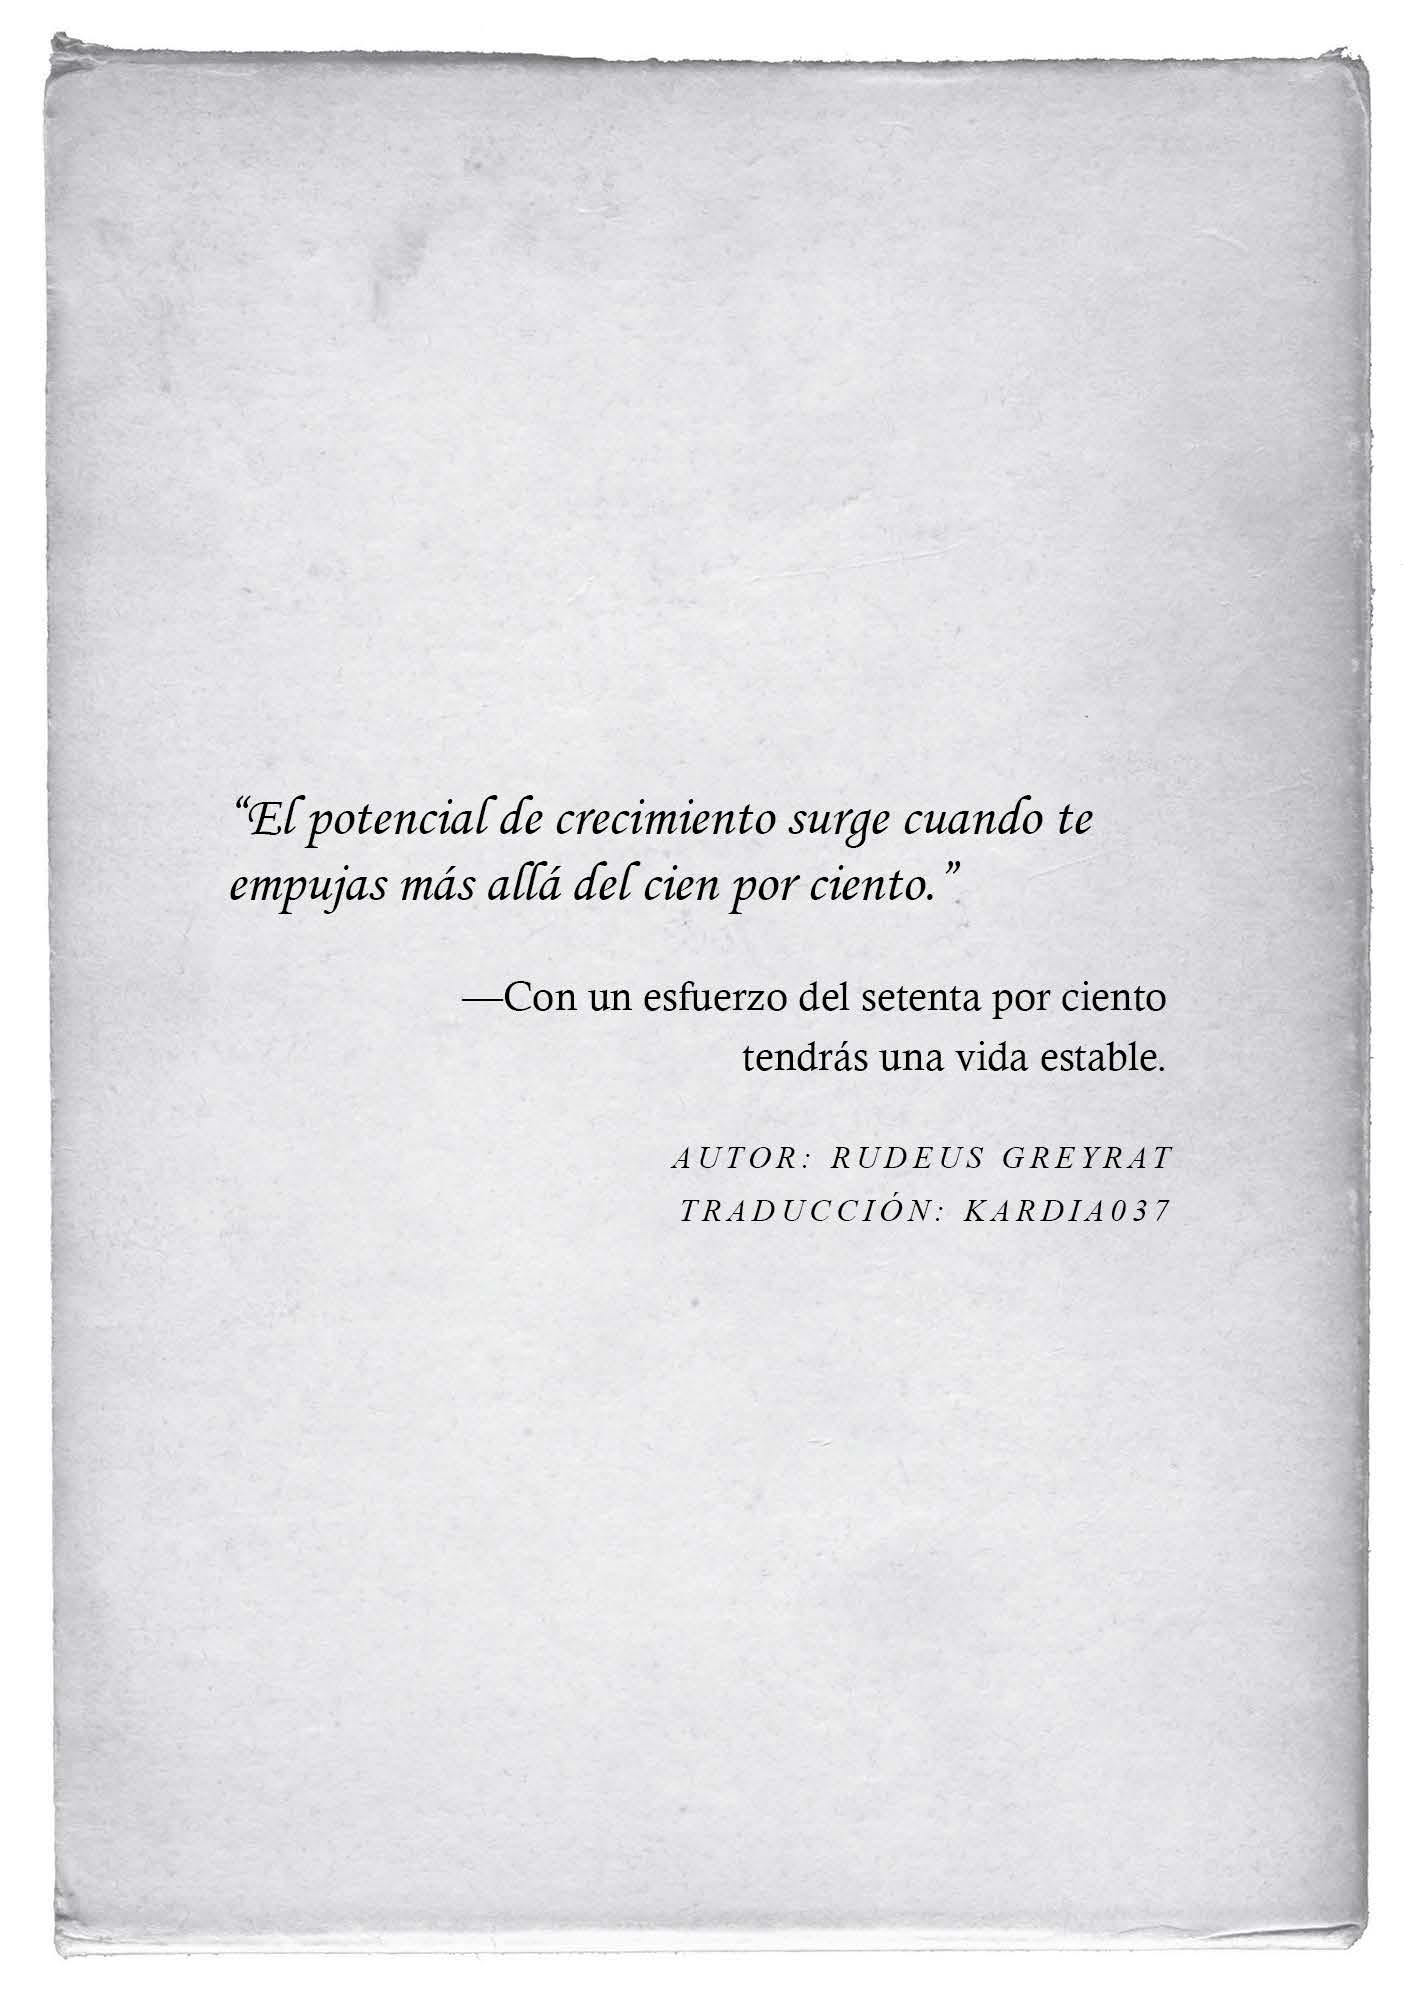 “El potencial de crecimiento surge cuando te
empujas más allá del cien por ciento.”
—Con un esfuerzo del setenta por ciento
tendrás una vida estable.
AUTOR: RUDEUS GREYRAT
TRADUCCIÓN: KARDIA037